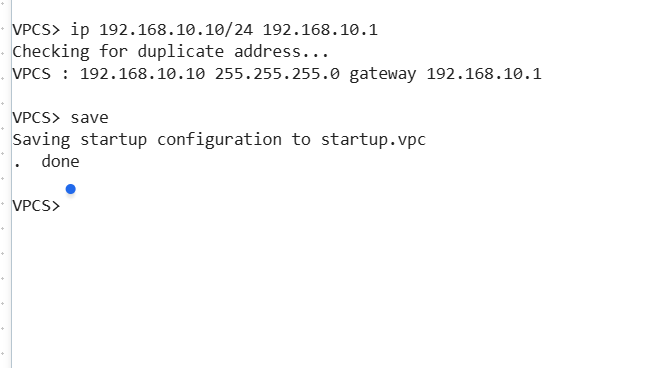 VPCS> ip 192.168.10.10/24 192.168.10.1
Checking for duplicate address...
VPCS : 192.168.10.10 255.255.255.0 gateway 192.168.10.1
VPCS> save
Saving startup configuration to startup.vpc
.  done
VPCS>